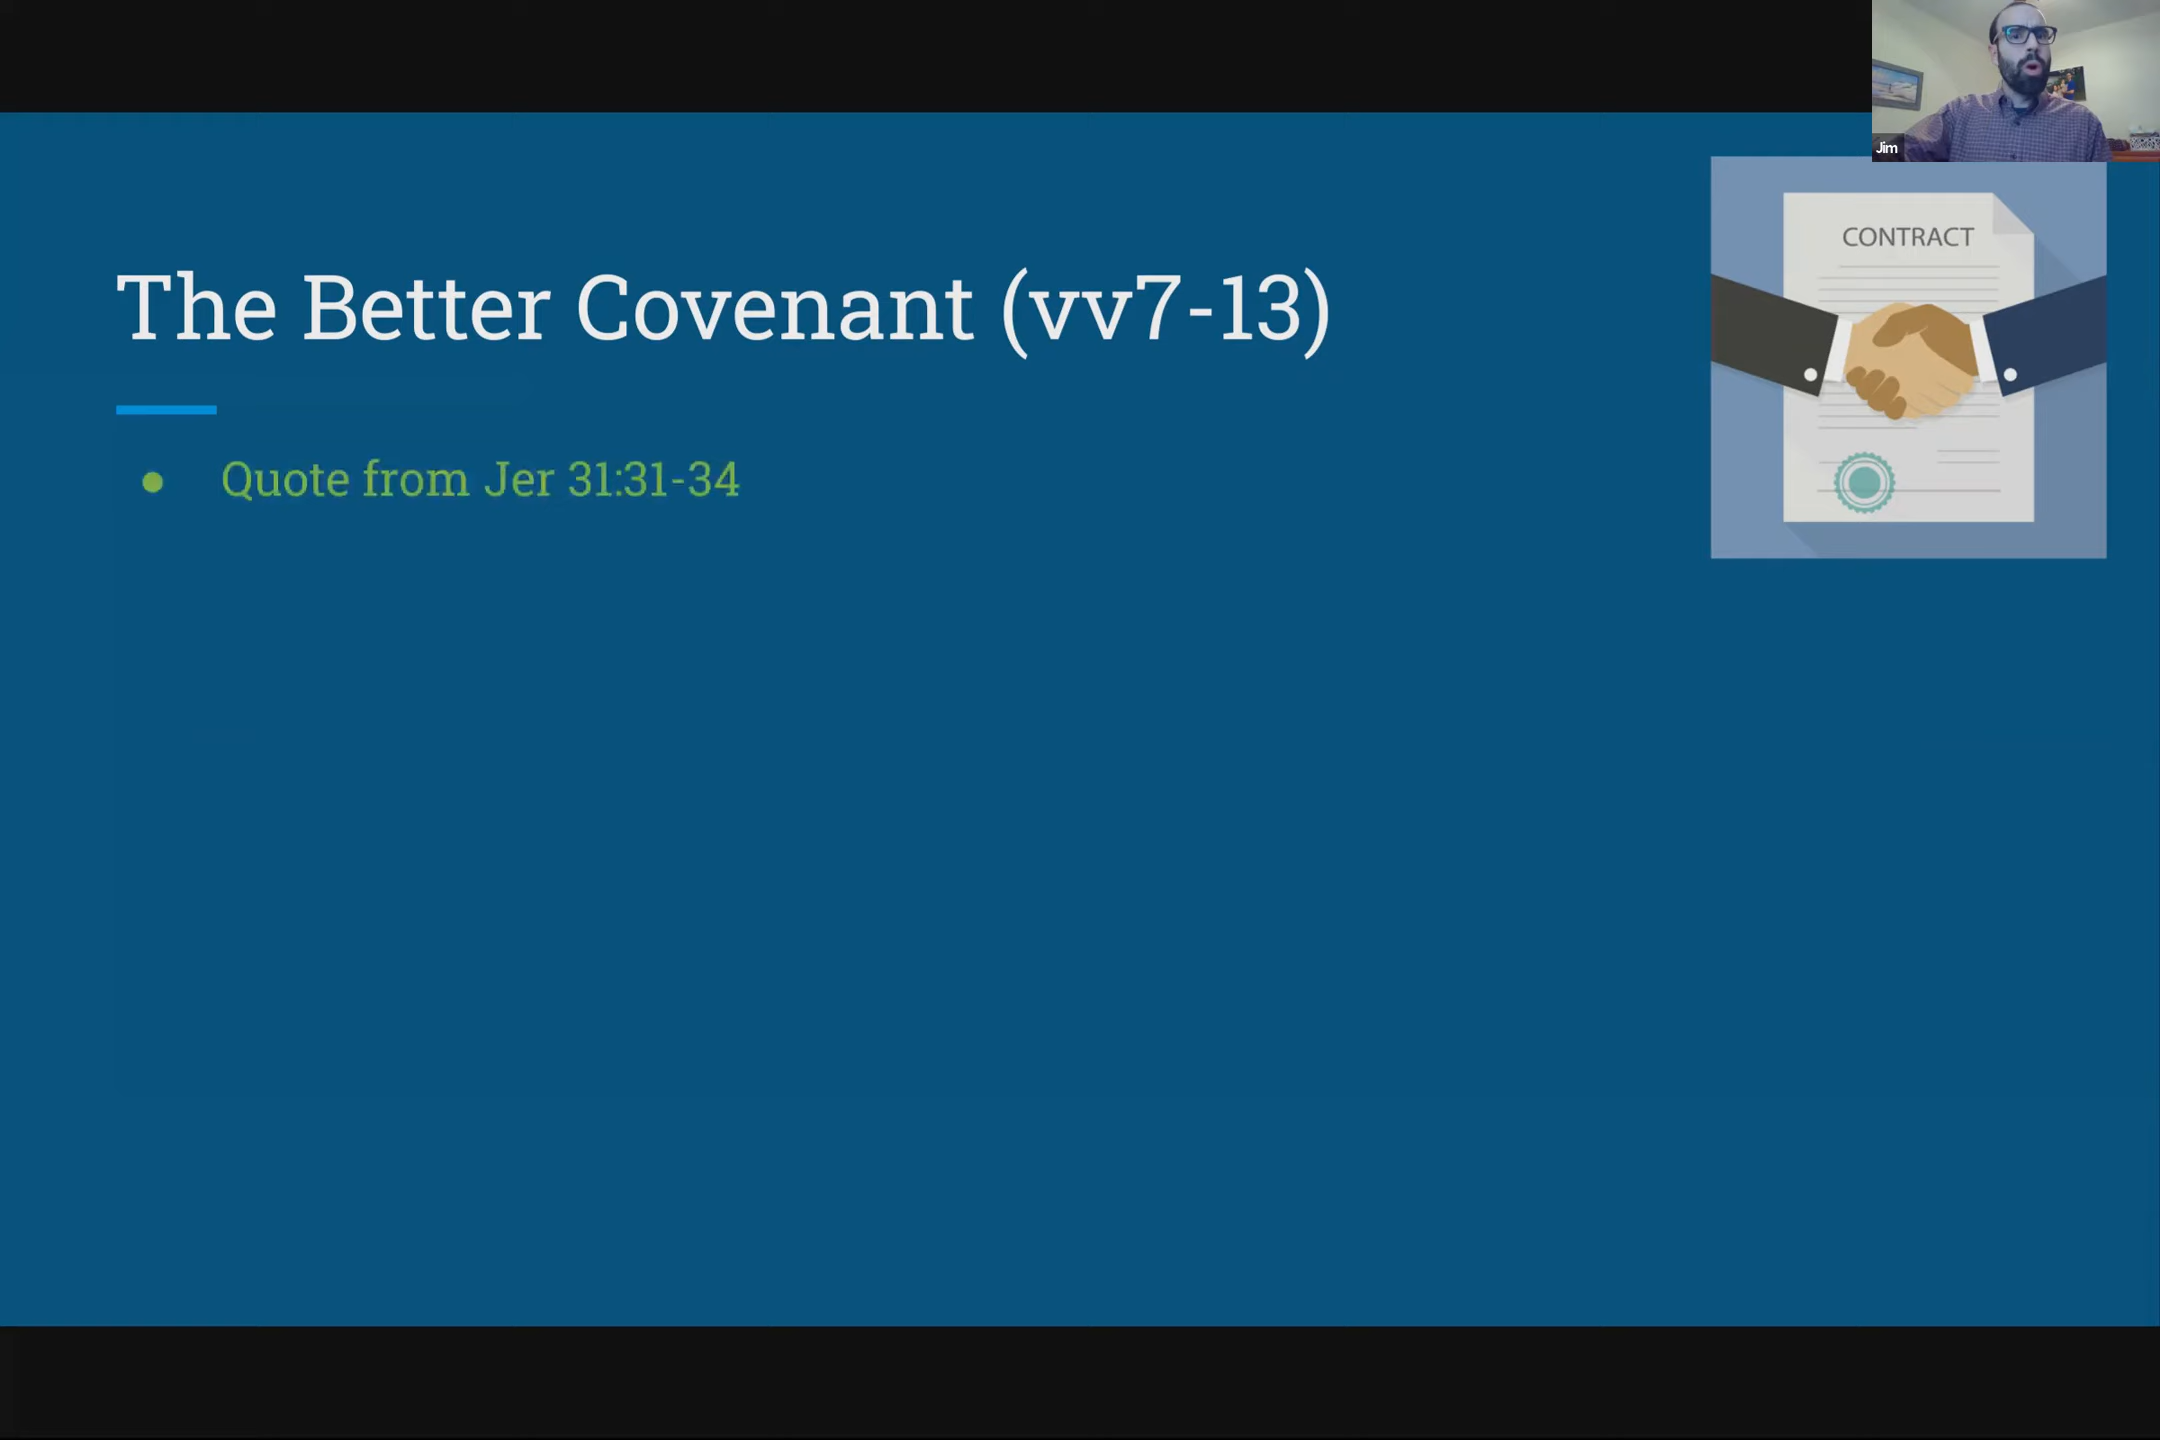 Jim
CONTRACT
The Better Covenant (vv7-13)
● Quote from Jer 31:31-34